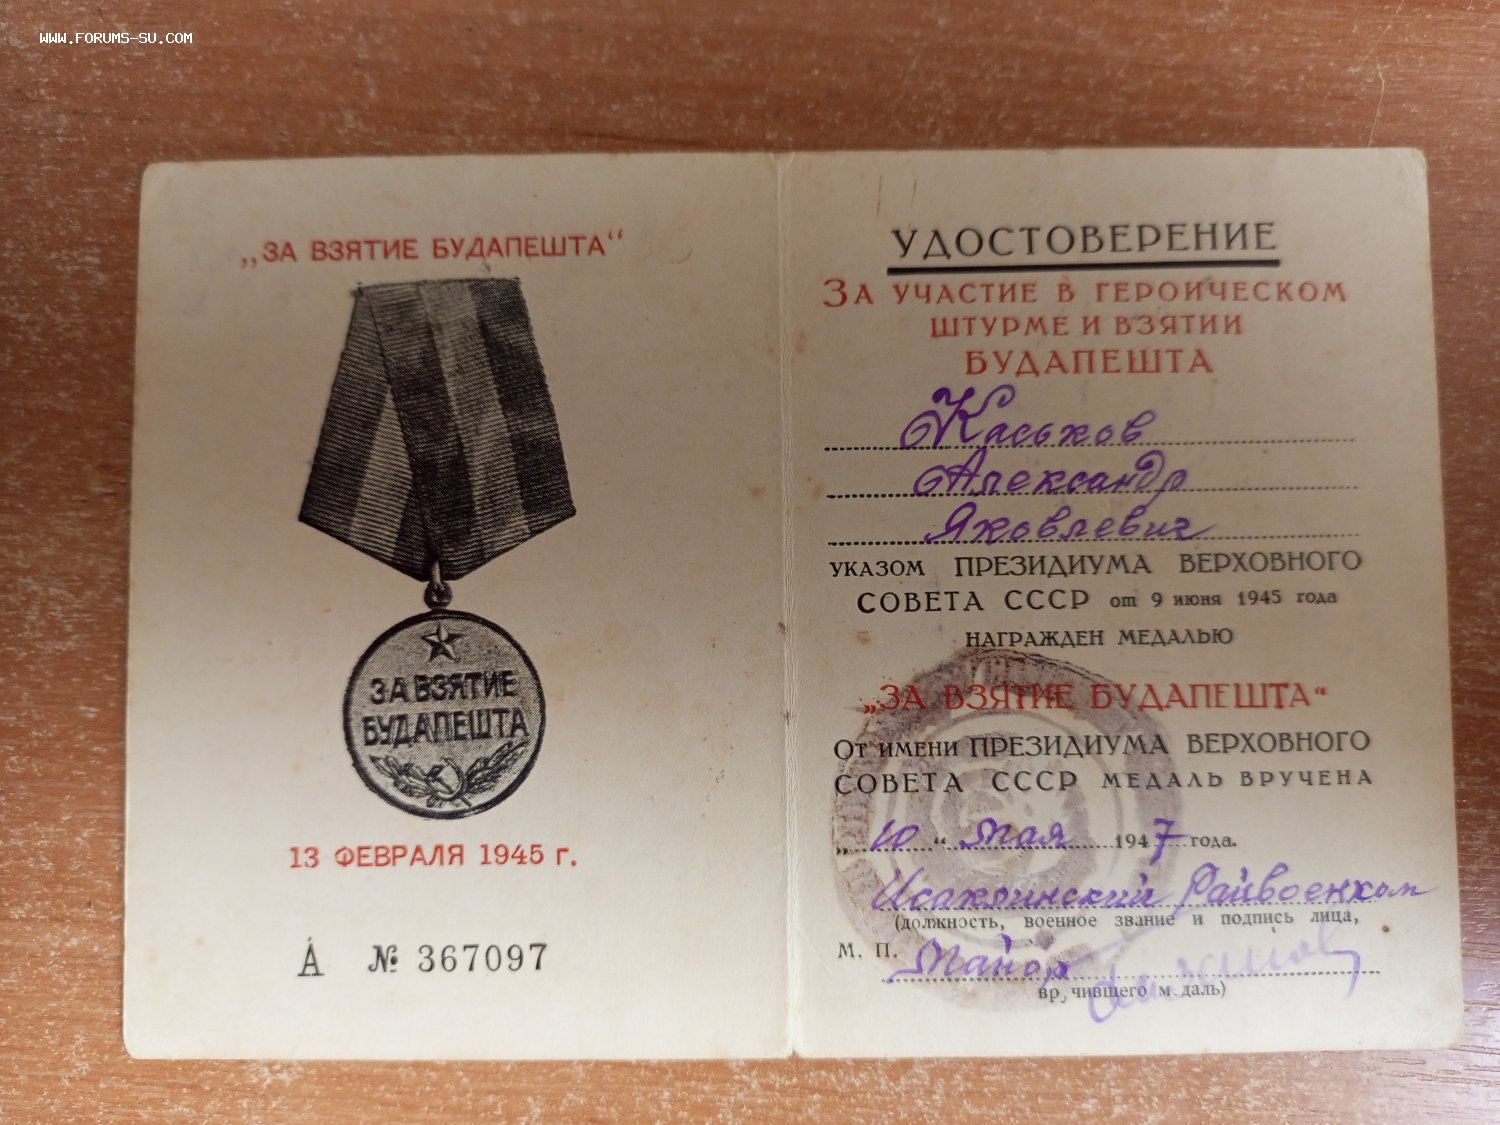 WWW.FORUMS-SU.COM
„ЗА ВЗЯТИЕ БУДАПЕШТА“
ЗА ВЗЯТИЕ
БУДАПЕШТА
13 ФЕВРАЛЯ 1945 г.
А № 367097
УДОСТОВЕРЕНИЕ
ЗА УЧАСТИЕ В ГЕРОИЧЕСКОМ
ШТУРМЕ И ВЗЯТИИ
БУДАПЕШТА
Каськов
Александр
Яковлевич
УКАЗОМ ПРЕЗИДИУМА ВЕРХОВНОГО
СОВЕТА СССР от 9 июня 1945 года
НАГРАЖДЕН МЕДАЛЬЮ
„ЗА ВЗЯТИЕ БУДАПЕШТА“
ОТ ИМЕНИ ПРЕЗИДИУМА ВЕРХОВНОГО
СОВЕТА СССР МЕДАЛЬ ВРУЧЕНА
„10“ мая 1947 года.
Исаклинский Райвоенком
(должность, военное звание и подпись лица,
М. П. Майор
вручившего медаль)